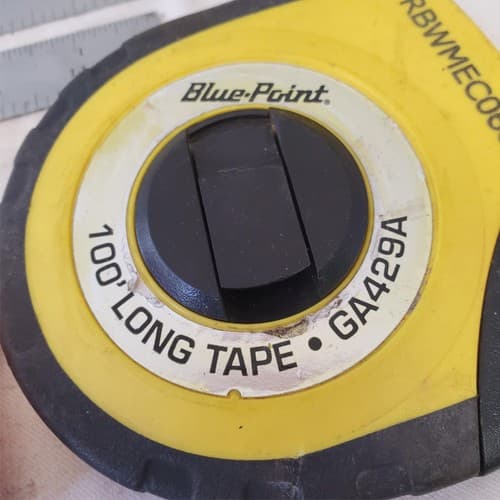 Blue-Point®
100' LONG TAPE • GA429A